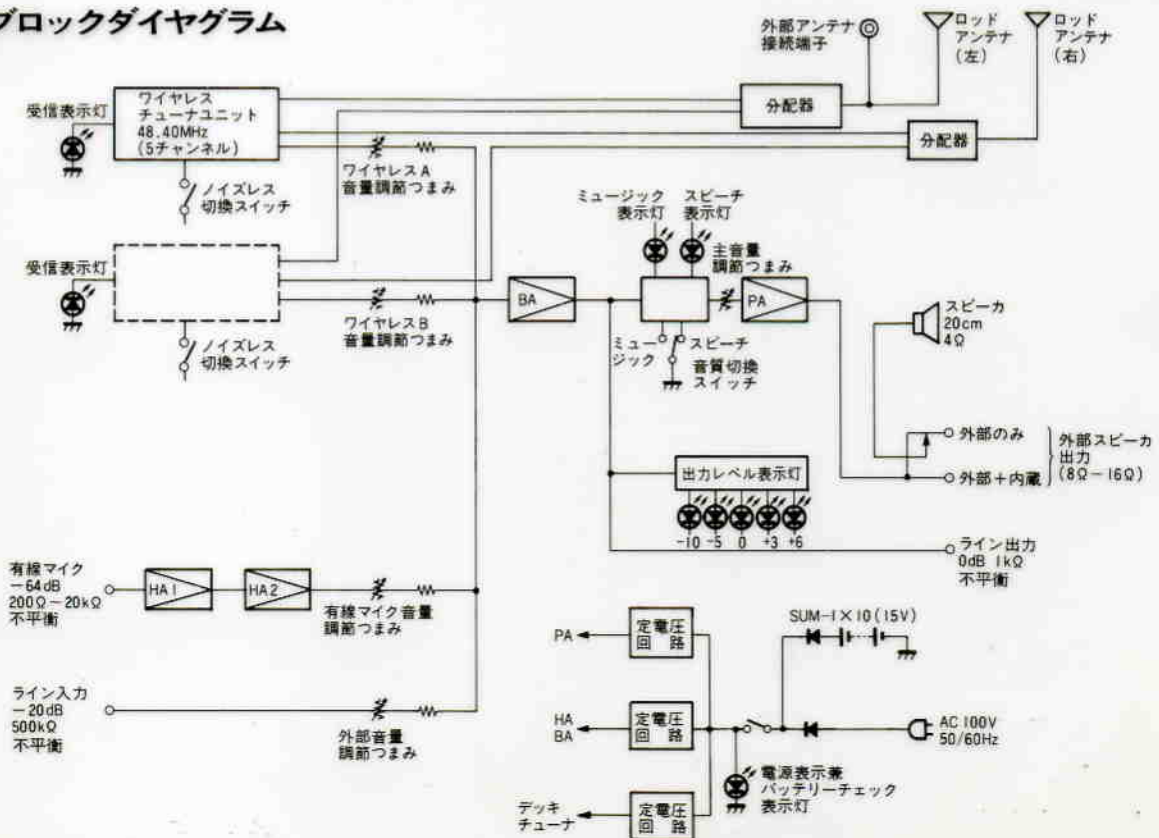 ブロックダイヤグラム
外部アンテナ
接続端子
ロッド
アンテナ
(左)
ロッド
アンテナ
(右)
受信表示灯
ワイヤレス
チューナユニット
48.40MHz
(5チャンネル)
分配器
分配器
ワイヤレスA
音量調節つまみ
ノイズレス
切換スイッチ
ミュージック
表示灯
スピーチ
表示灯
受信表示灯
主音量
調節つまみ
BA
PA
ワイヤレスB
音量調節つまみ
ノイズレス
切換スイッチ
ミュー
ジック
スピーチ
音質切換
スイッチ
スピーカ
20cm
4Ω
外部のみ
外部+内蔵
外部スピーカ
出力
(8Ω−16Ω)
出力レベル表示灯
-10 -5 0 +3 +6
ライン出力
0dB 1kΩ
不平衡
有線マイク
−64dB
200Ω−20kΩ
不平衡
HA1
HA2
有線マイク音量
調節つまみ
ライン入力
−20dB
500kΩ
不平衡
外部音量
調節つまみ
SUM-1×10(15V)
PA
定電圧
回路
HA
BA
定電圧
回路
AC100V
50/60Hz
電源表示兼
バッテリーチェック
表示灯
デッキ
チューナ
定電圧
回路